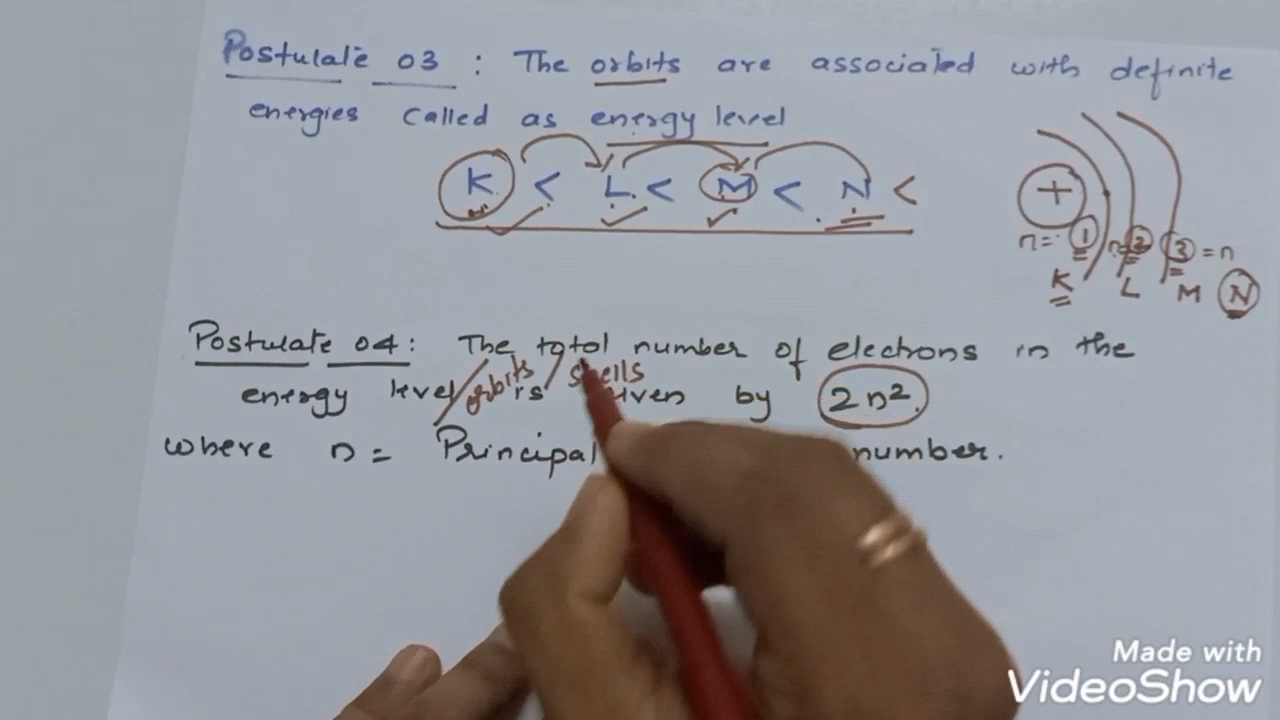 Postulate 03 : The orbits are associated with definite
energies called as energy level
K < L < M < N <
+
n= 1 n= 2 3 = n
K L M N
Postulate 04: The total number of electrons in the
orbits / shells
energy level is given by 2n²
where n = Principal number.
Made with
VideoShow